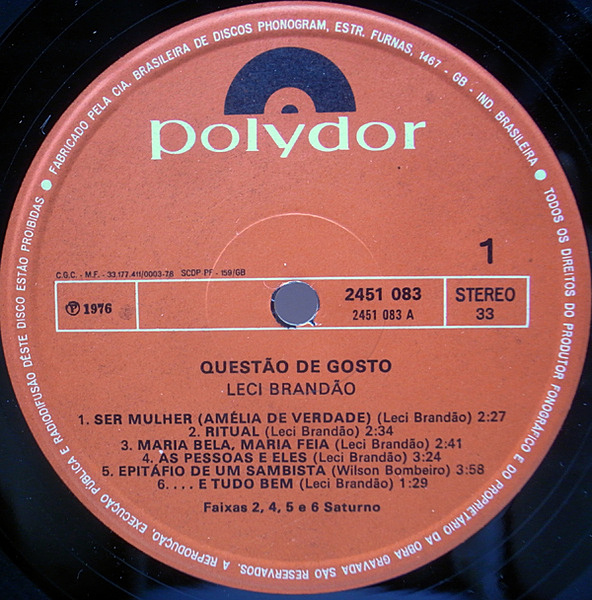 FABRICADO PELA CIA. BRASILEIRA DE DISCOS PHONOGRAM, ESTR. FURNAS, 1467 - GB - IND. BRASILEIRA
polydor
1
C.G.C. - M.F. - 33.177.411/0003-78 SCDP PF - 159/GB
℗ 1976
2451 083
2451 083 A
STEREO
33
QUESTÃO DE GOSTO
LECI BRANDÃO
1. SER MULHER (AMÉLIA DE VERDADE) (Leci Brandão) 2:27
2. RITUAL (Leci Brandão) 2:34
3. MARIA BELA, MARIA FEIA (Leci Brandão) 2:41
4. AS PESSOAS E ELES (Leci Brandão) 3:24
5. EPITÁFIO DE UM SAMBISTA (Wilson Bombeiro) 3:58
6. . . . E TUDO BEM (Leci Brandão) 1:29
Faixas 2, 4, 5 e 6 Saturno
TODOS OS DIREITOS DO PRODUTOR FONOGRÁFICO E DO PROPRIETÁRIO DA OBRA GRAVADA SÃO RESERVADOS. A REPRODUÇÃO, EXECUÇÃO PÚBLICA E RADIODIFUSÃO DESTE DISCO ESTÃO PROIBIDAS